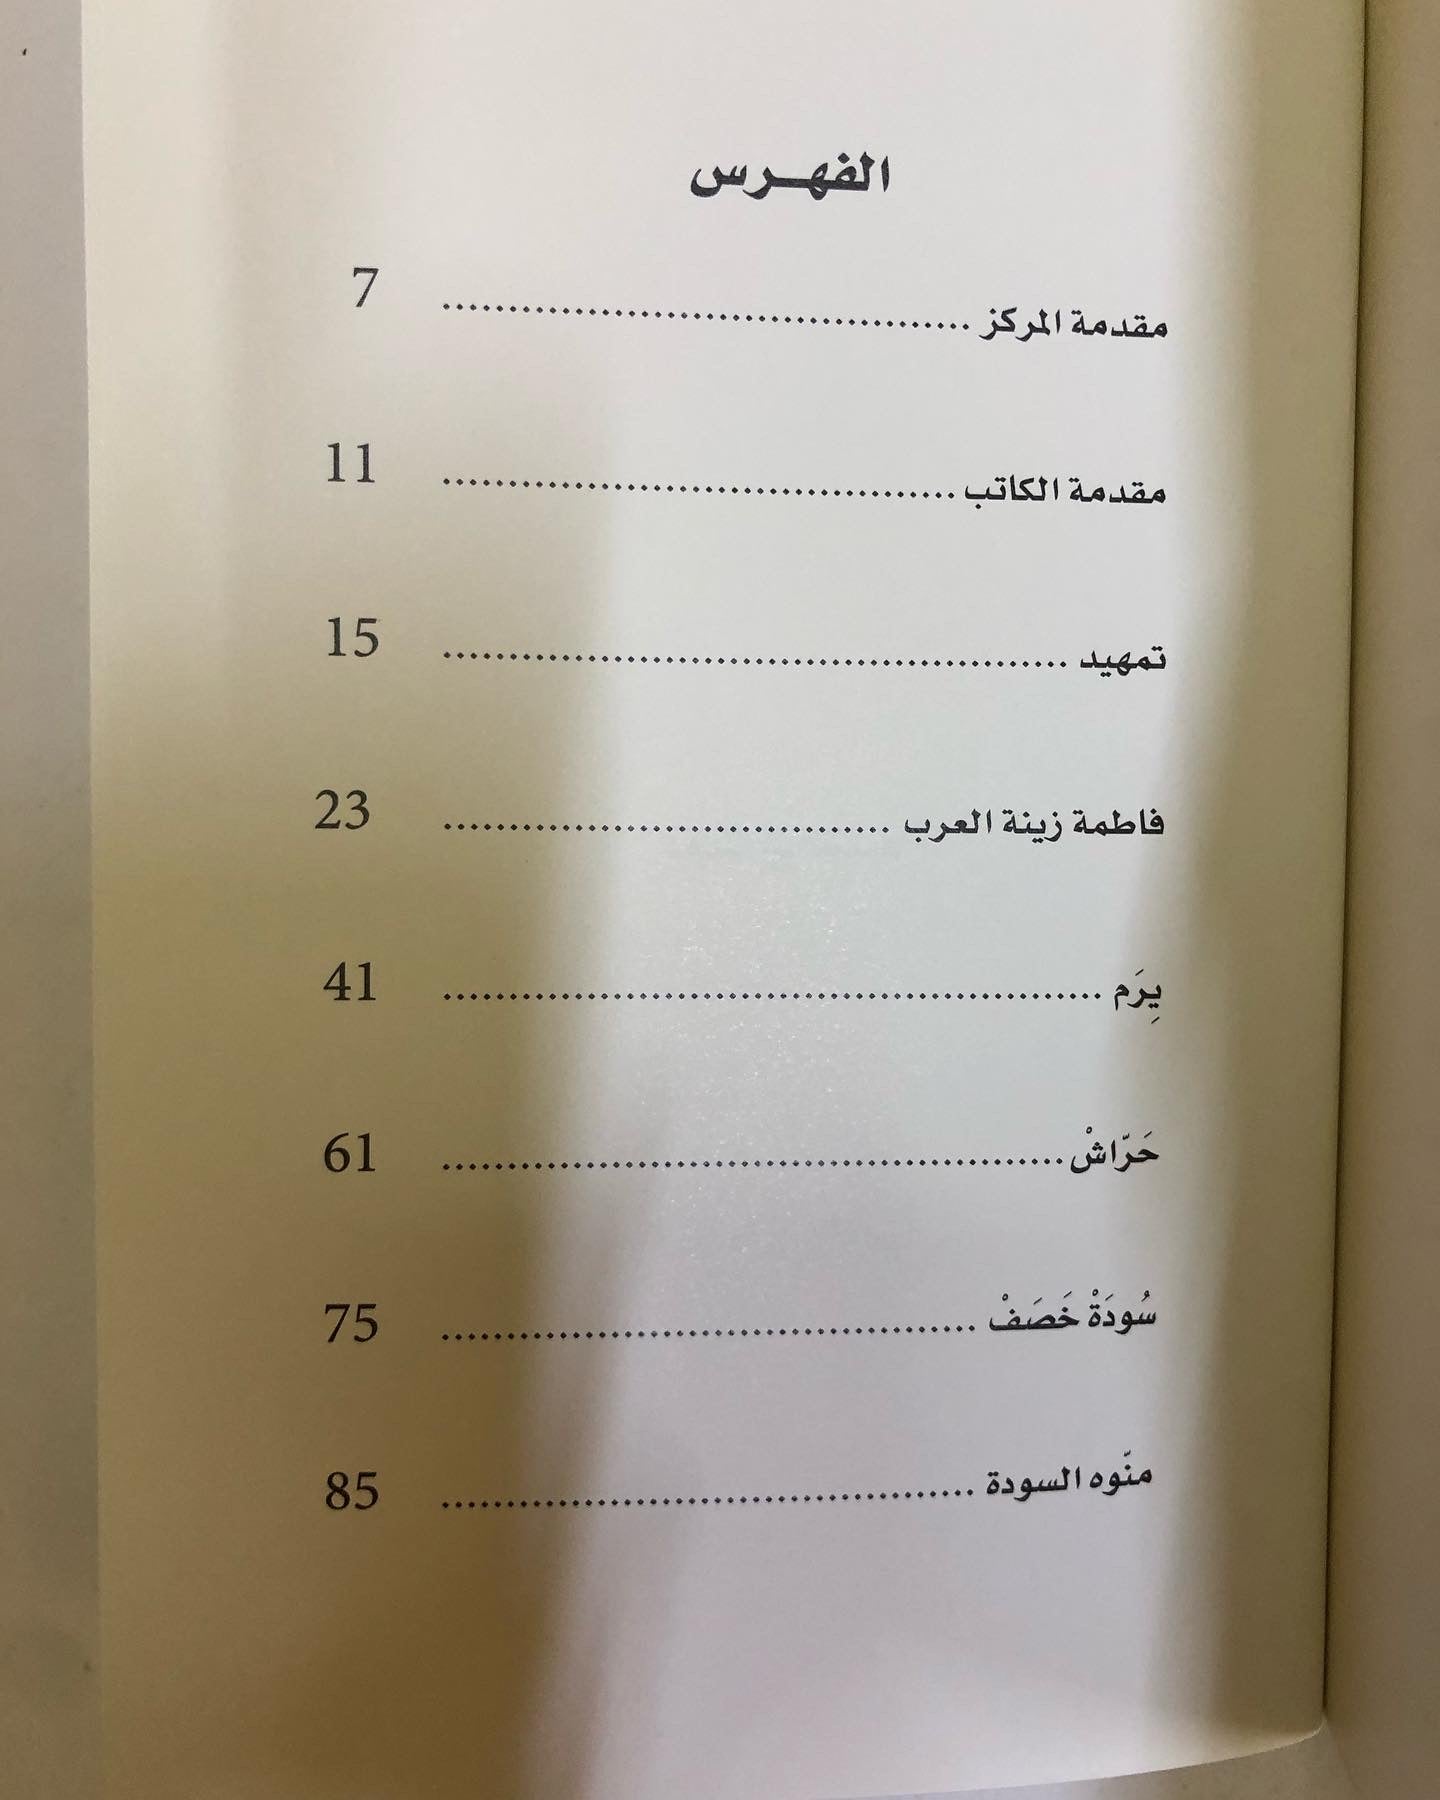 الفهرس
مقدمة المركز ........................................ 7
مقدمة الكاتب ....................................... 11
تمهيد ................................................ 15
فاطمة زينة العرب .................................. 23
يِرَم .................................................. 41
حَرّاشْ ............................................... 61
سُودَةْ خَصَفْ ......................................... 75
منّوه السودة ......................................... 85